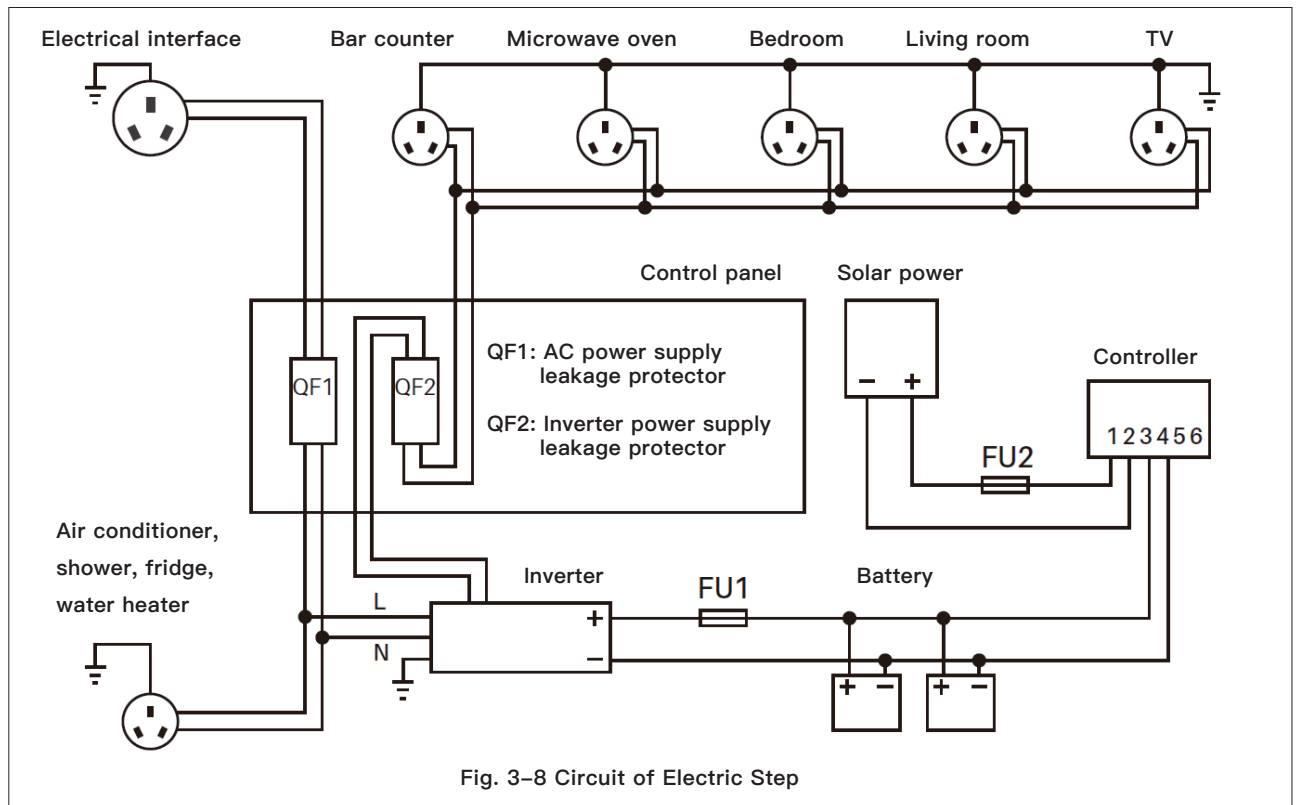 Electrical interface
Bar counter
Microwave oven
Bedroom
Living room
TV
Control panel
Solar power
Controller
QF1
QF2
QF1: AC power supply
leakage protector
QF2: Inverter power supply
leakage protector
– +
1 2 3 4 5 6
FU2
Air conditioner,
shower, fridge,
water heater
Inverter
FU1
Battery
L
N
+
–
+ –
+ –
Fig. 3–8 Circuit of Electric Step